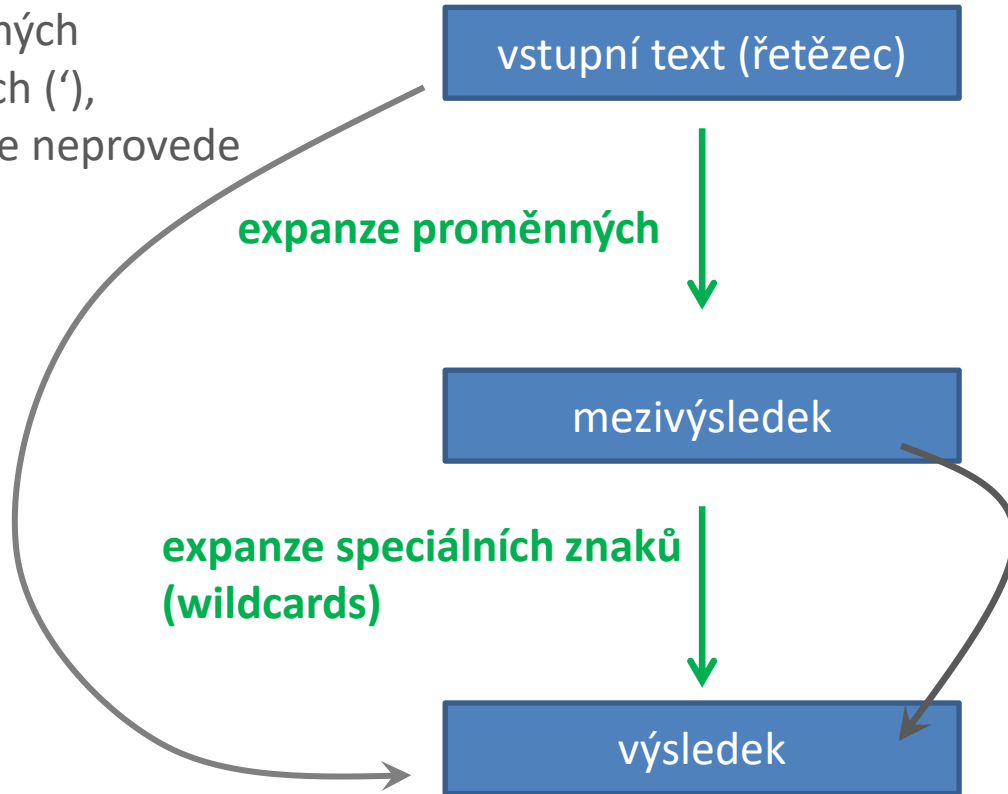 ných
ch (‘),
e neprovede
vstupní text (řetězec)
expanze proměnných
mezivýsledek
expanze speciálních znaků
(wildcards)
výsledek